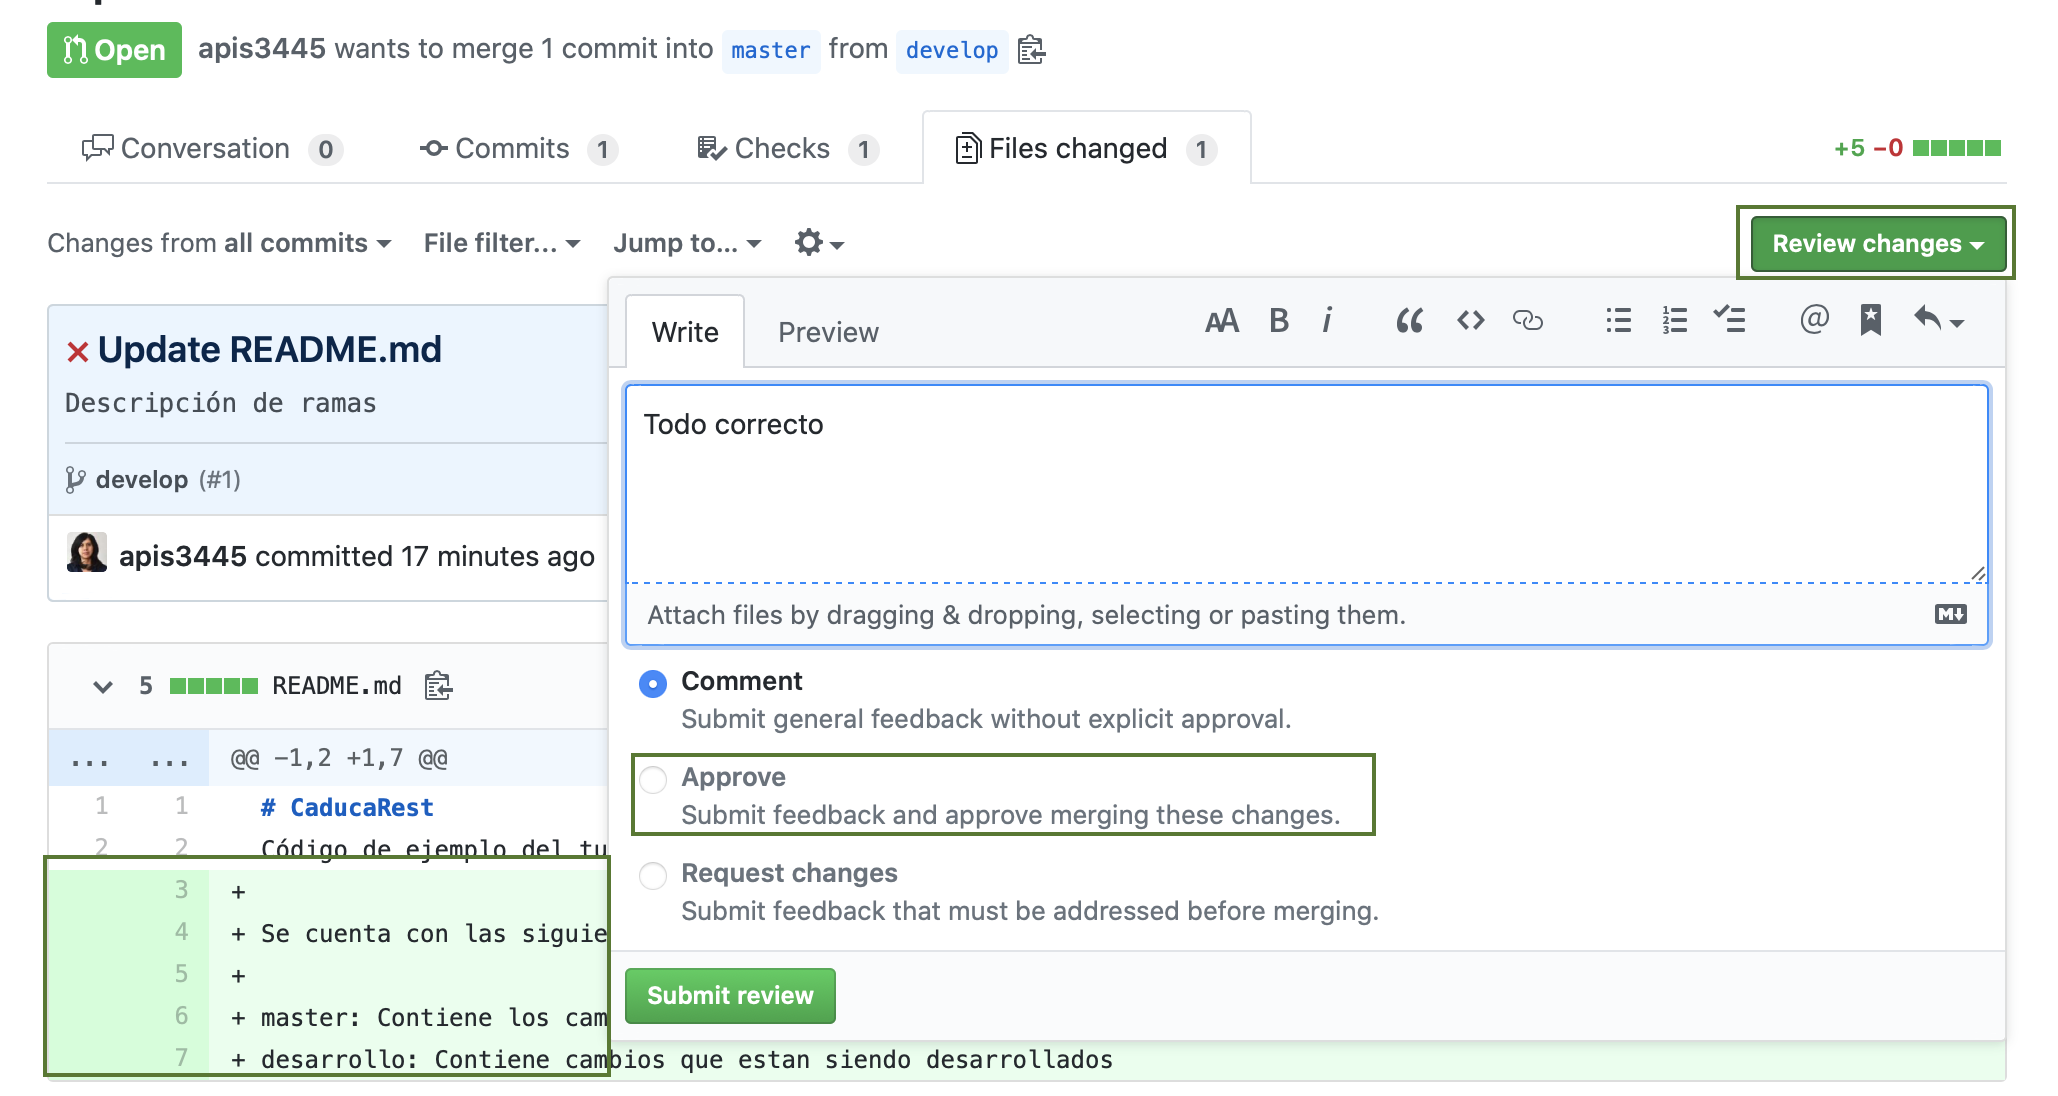 Open apis3445 wants to merge 1 commit into master from develop
Conversation 0 Commits 1 Checks 1 Files changed 1 +5 −0
Changes from all commits File filter... Jump to... Review changes
Write Preview
Update README.md
Descripción de ramas
develop (#1)
apis3445 committed 17 minutes ago
Todo correcto
Attach files by dragging & dropping, selecting or pasting them.
Comment
Submit general feedback without explicit approval.
Approve
Submit feedback and approve merging these changes.
Request changes
Submit feedback that must be addressed before merging.
Submit review
5 README.md
... ... @@ -1,2 +1,7 @@
1 1 # CaducaRest
2 2 Código de ejemplo del tu
3 +
4 + Se cuenta con las siguie
5 +
6 + master: Contiene los cam
7 + desarrollo: Contiene cambios que estan siendo desarrollados